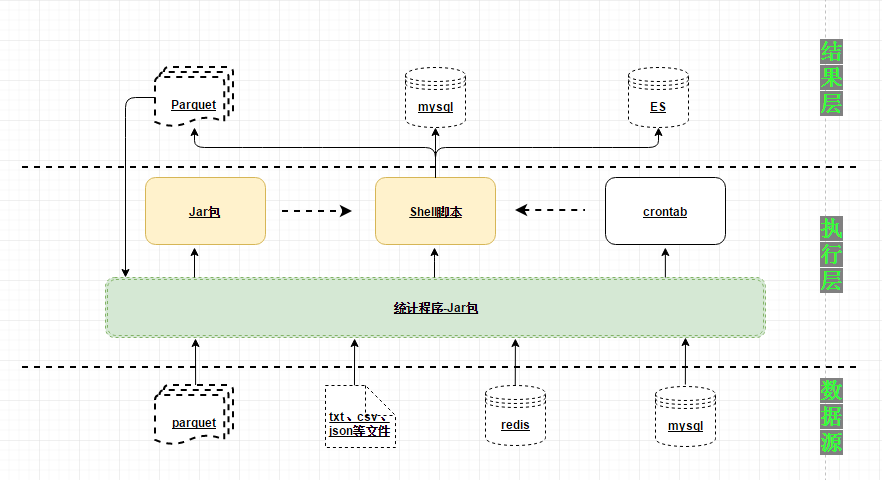 结果层
Parquet
mysql
ES
执行层
Jar包
Shell脚本
crontab
统计程序-Jar包
数据源
parquet
txt、csv、
json等文件
redis
mysql